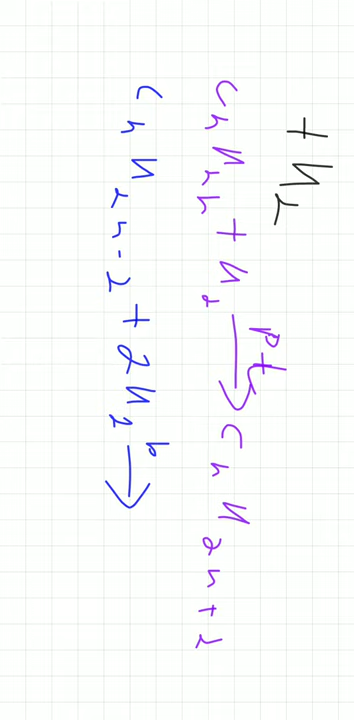 + H₂
CₙH₂ₙ + H₂ Pt→ CₙH₂ₙ₊₂
CₙH₂ₙ₋₂ + 2H₂ →